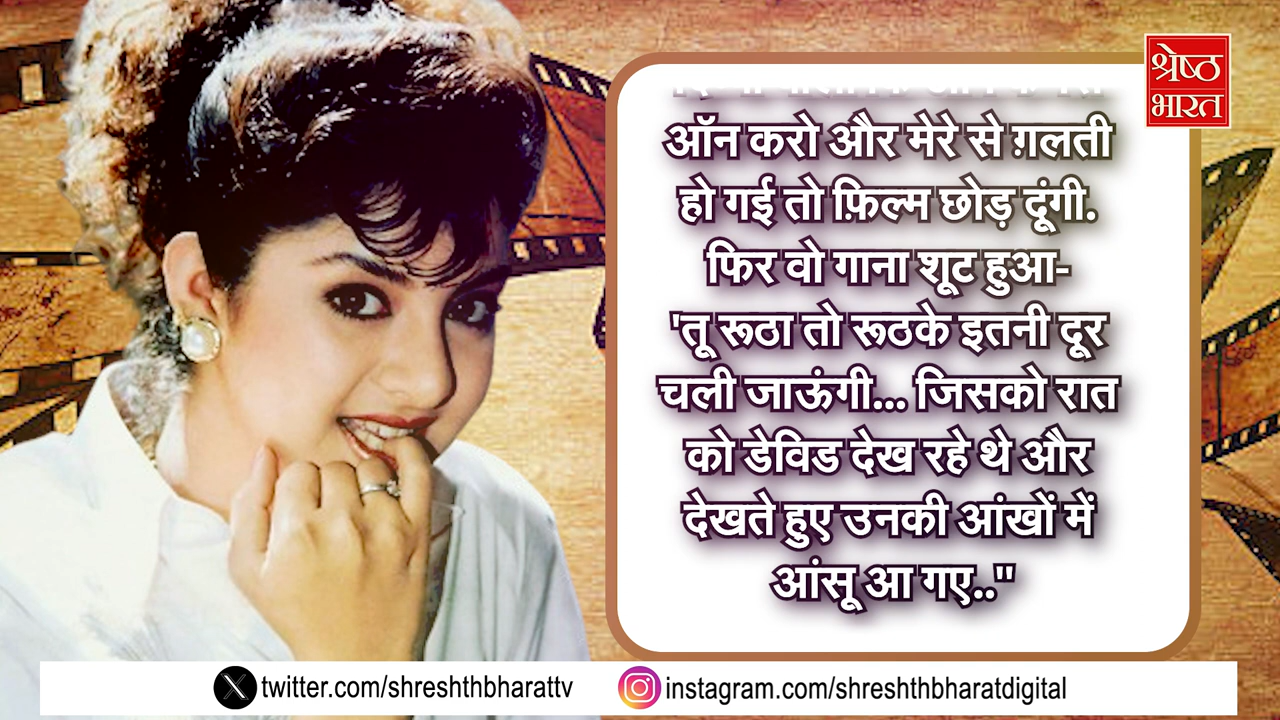 श्रेष्ठ
भारत
ऑन करो और मेरे से ग़लती
हो गई तो फ़िल्म छोड़ दूंगी.
फिर वो गाना शूट हुआ-
'तू रूठा तो रूठके इतनी दूर
चली जाऊंगी... जिसको रात
को डेविड देख रहे थे और
देखते हुए उनकी आंखों में
आंसू आ गए.."
twitter.com/shreshthbharattv
instagram.com/shreshthbharatdigital